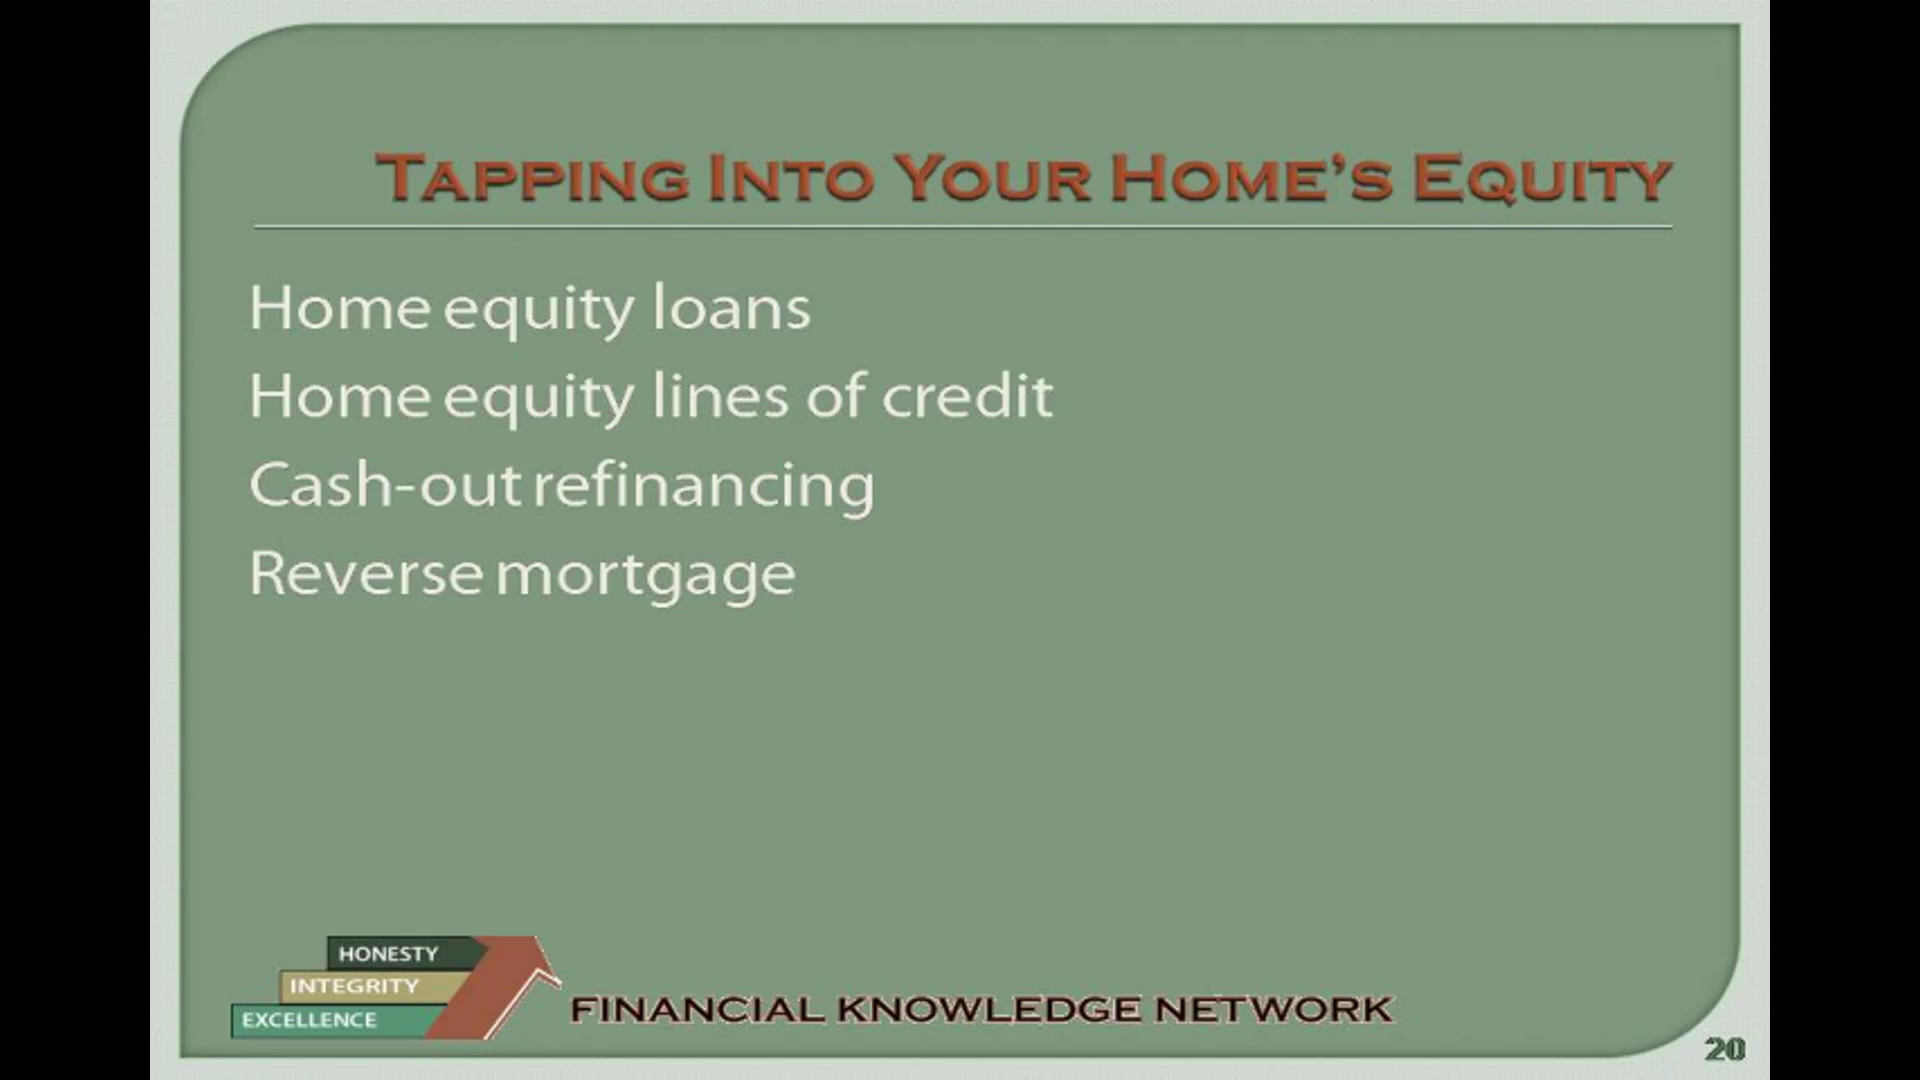 Tapping Into Your Home's Equity
Home equity loans
Home equity lines of credit
Cash-out refinancing
Reverse mortgage
HONESTY
INTEGRITY
EXCELLENCE
FINANCIAL KNOWLEDGE NETWORK
20